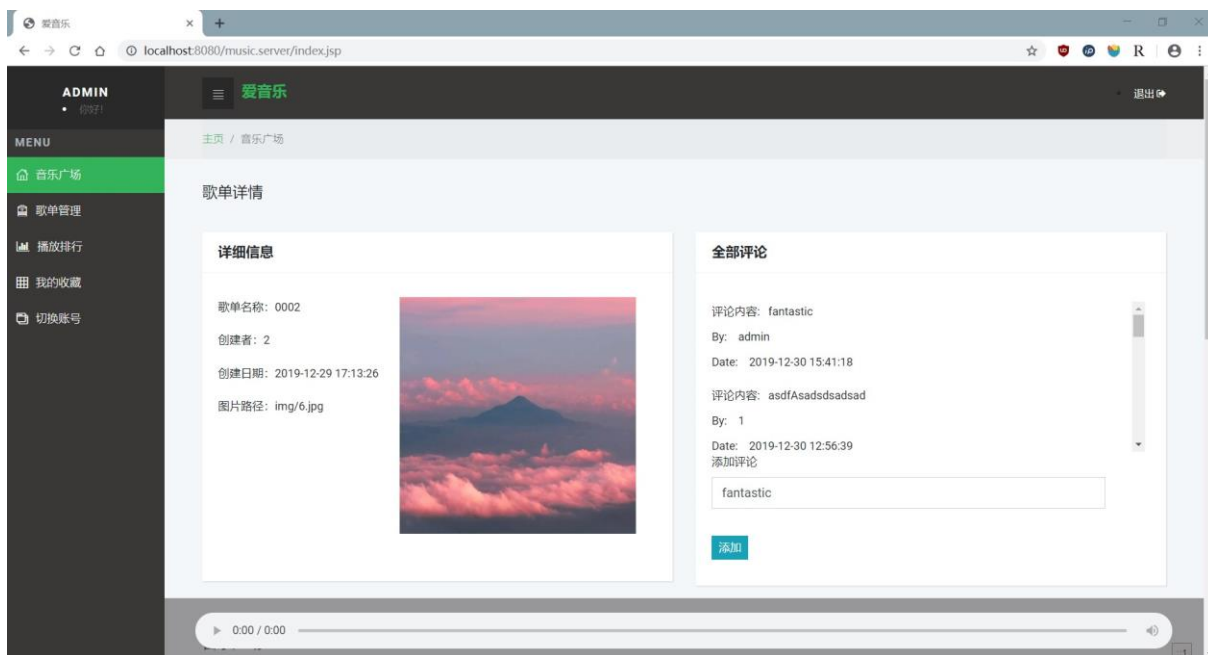 爱音乐
localhost:8080/music.server/index.jsp
R
ADMIN
你好!
爱音乐
退出
MENU
主页 / 音乐广场
音乐广场
歌单管理
播放排行
我的收藏
切换账号
歌单详情
详细信息
歌单名称: 0002
创建者: 2
创建日期: 2019-12-29 17:13:26
图片路径: img/6.jpg
全部评论
评论内容: fantastic
By: admin
Date: 2019-12-30 15:41:18
评论内容: asdfAsadsdsadsad
By: 1
Date: 2019-12-30 12:56:39
添加评论
fantastic
添加
0:00 / 0:00